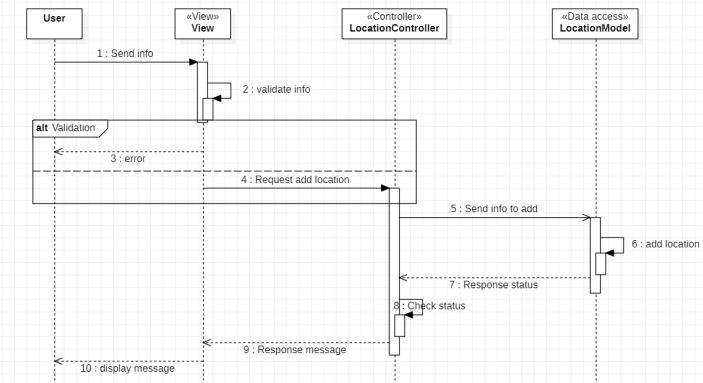 User
«View»
View
«Controller»
LocationController
«Data access»
LocationModel
1 : Send info
2 : validate info
alt Validation
3 : error
4 : Request add location
5 : Send info to add
6 : add location
7 : Response status
8 : Check status
9 : Response message
10 : display message